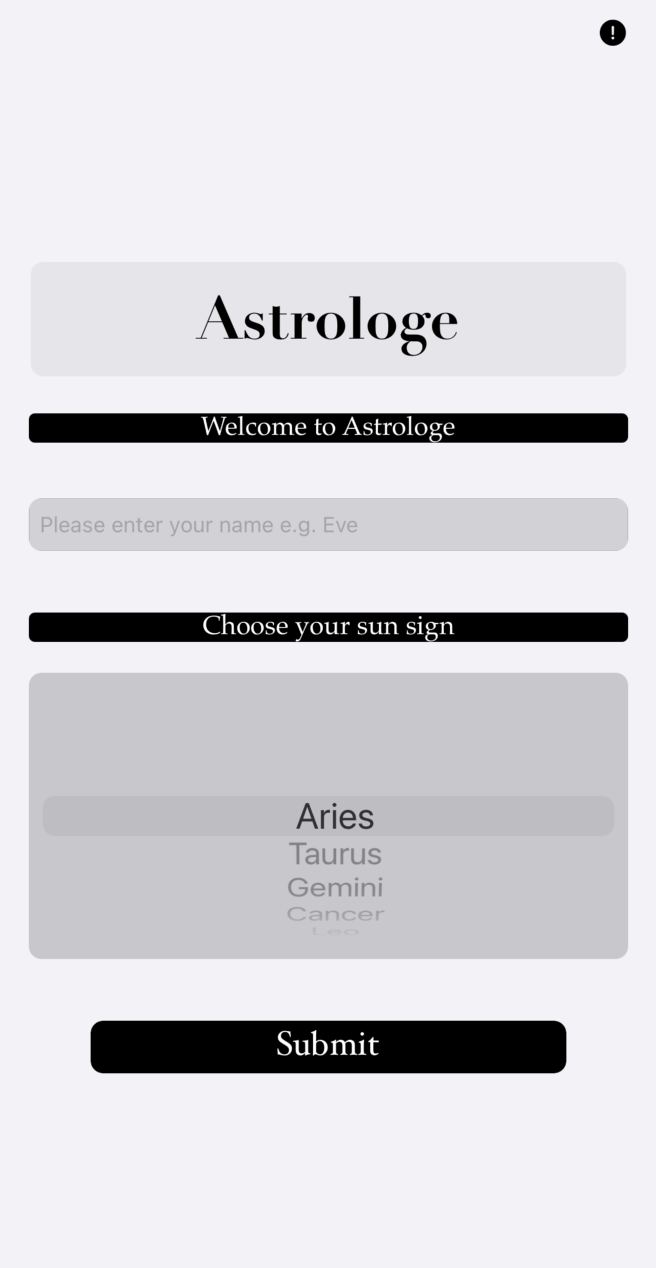 !
Astrologe
Welcome to Astrologe
Please enter your name e.g. Eve
Choose your sun sign
Aries
Taurus
Gemini
Cancer
Leo
Submit